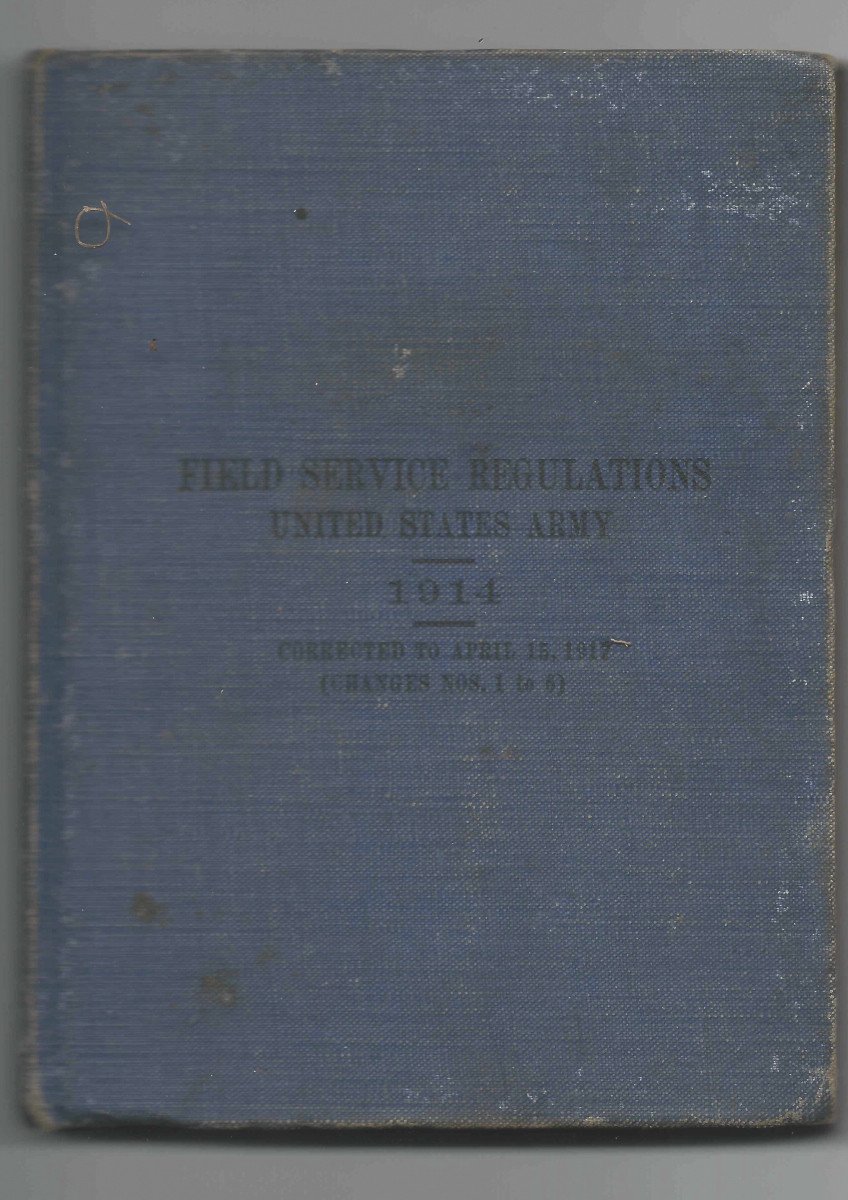 FIELD SERVICE REGULATIONS
UNITED STATES ARMY
1914
CORRECTED TO APRIL 15, 1917
(CHANGES NOS. 1 to 6)